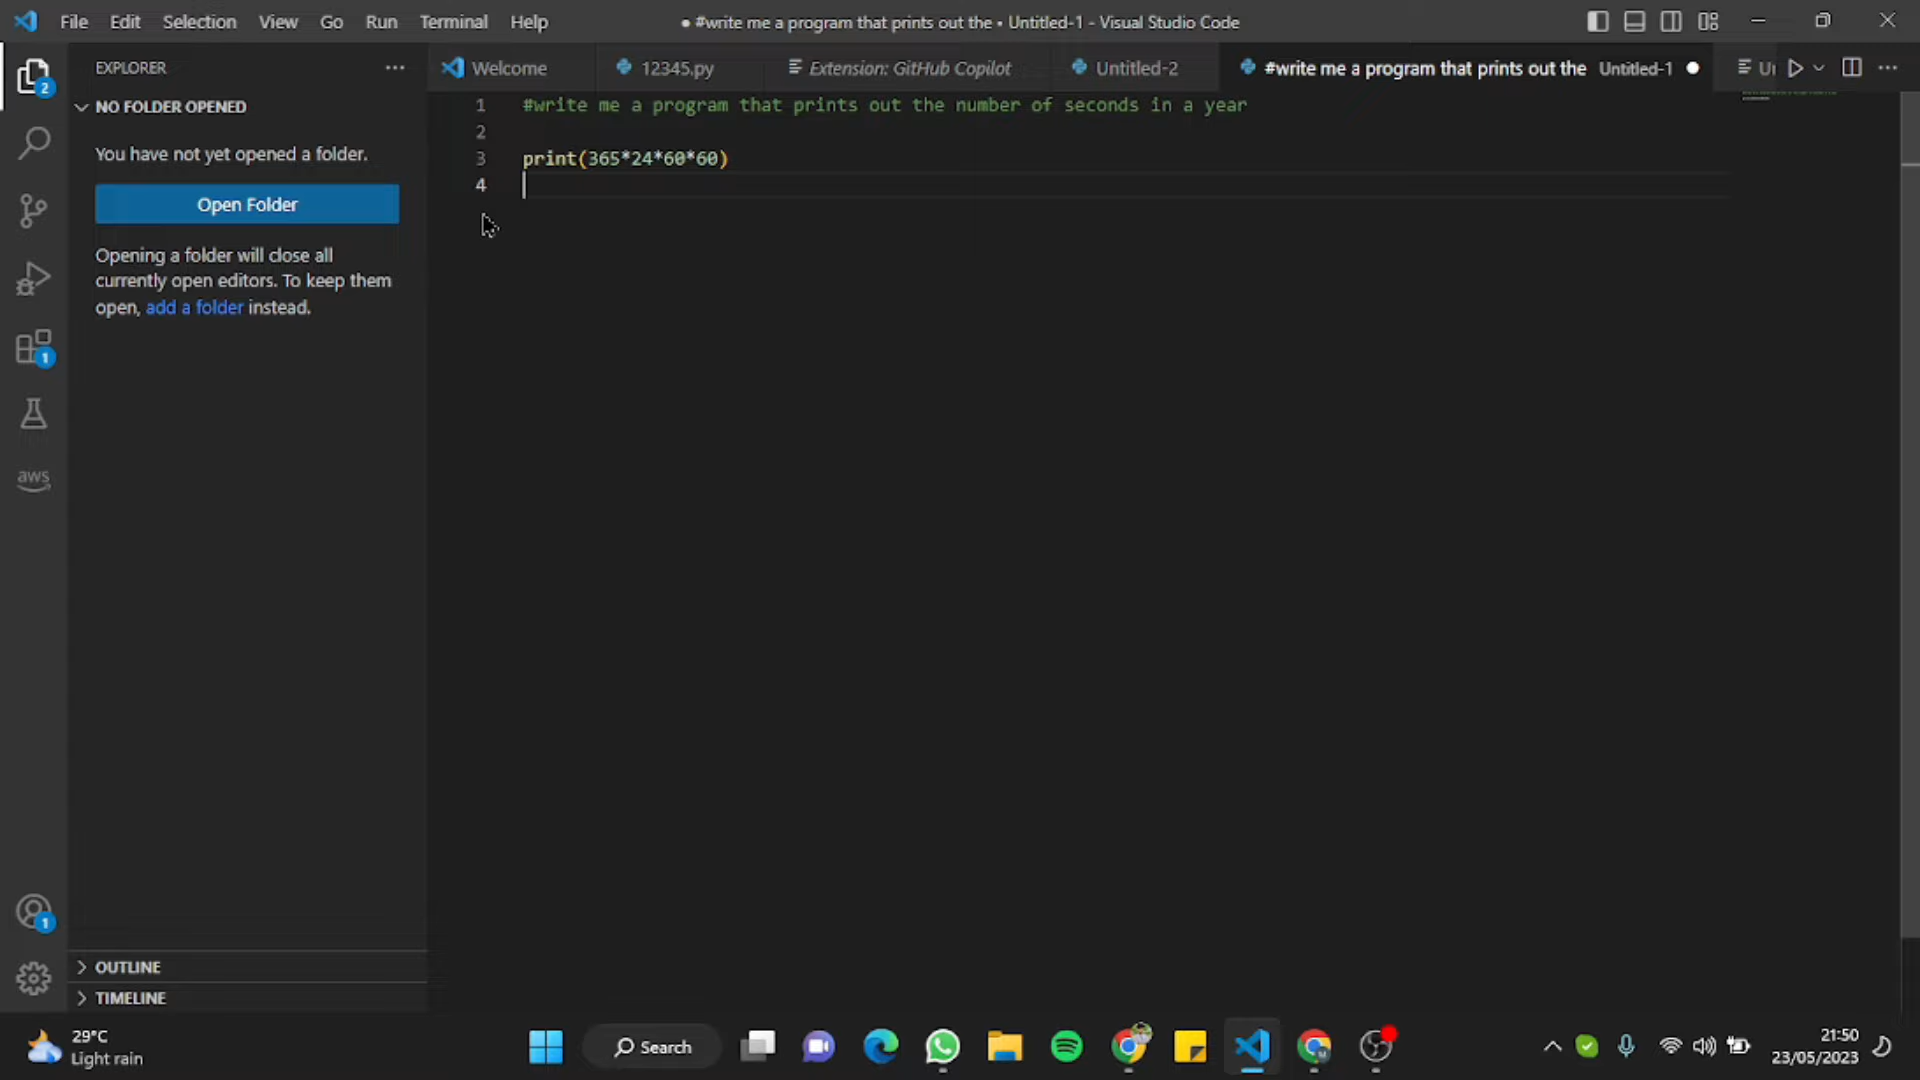 File Edit Selection View Go Run Terminal Help
● #write me a program that prints out the • Untitled-1 - Visual Studio Code
EXPLORER
Welcome
12345.py
Extension: GitHub Copilot
Untitled-2
#write me a program that prints out the Untitled-1
NO FOLDER OPENED
You have not yet opened a folder.
Open Folder
Opening a folder will close all
currently open editors. To keep them
open, add a folder instead.
1 #write me a program that prints out the number of seconds in a year
2
3 print(365*24*60*60)
4
2
1
aws
1
OUTLINE
TIMELINE
29°C
Light rain
Search
21:50
23/05/2023